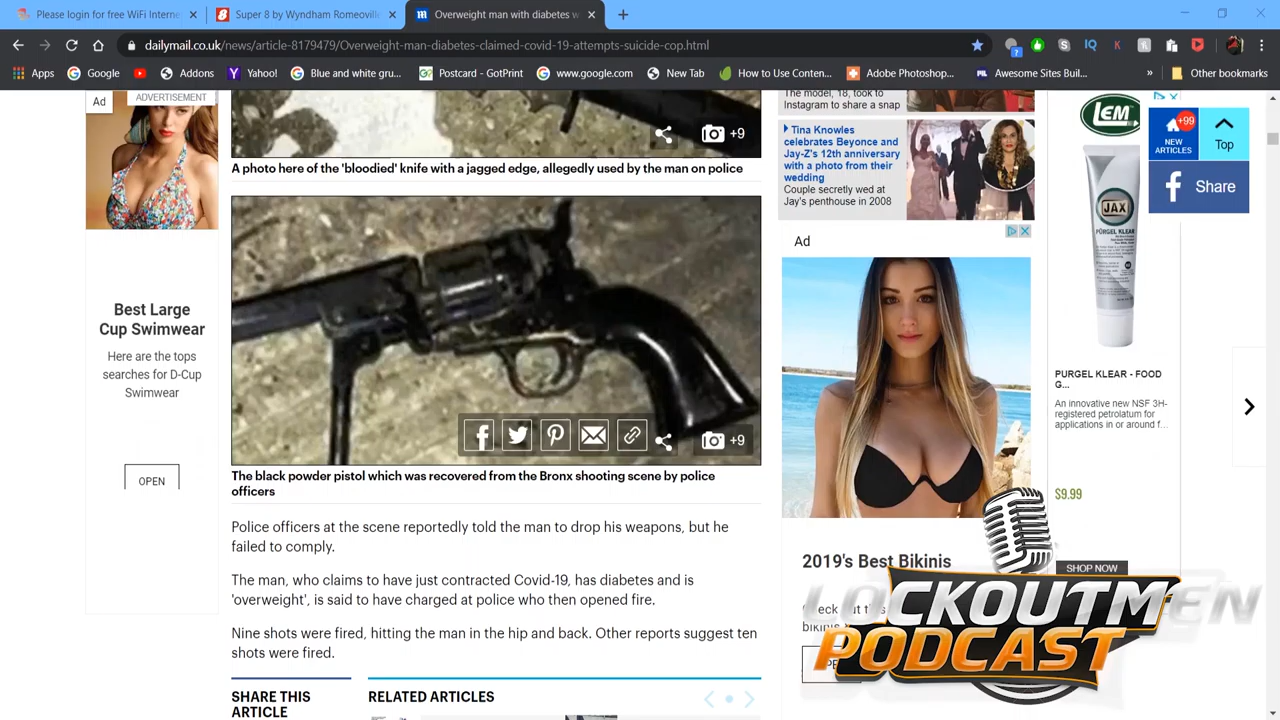 Please login for free WiFi Interne
Super 8 by Wyndham Romeoville
Overweight man with diabetes w
dailymail.co.uk/news/article-8179479/Overweight-man-diabetes-claimed-covid-19-attempts-suicide-cop.html
Apps
Google
Addons
Yahoo!
Blue and white gru...
Postcard - GotPrint
www.google.com
New Tab
How to Use Conten...
Adobe Photoshop...
Awesome Sites Buil...
»
Other bookmarks
Ad
ADVERTISEMENT
Best Large
Cup Swimwear
Here are the tops
searches for D-Cup
Swimwear
OPEN
+9
A photo here of the 'bloodied' knife with a jagged edge, allegedly used by the man on police
+9
The black powder pistol which was recovered from the Bronx shooting scene by police
officers
Police officers at the scene reportedly told the man to drop his weapons, but he
failed to comply.
The man, who claims to have just contracted Covid-19, has diabetes and is
'overweight', is said to have charged at police who then opened fire.
Nine shots were fired, hitting the man in the hip and back. Other reports suggest ten
shots were fired.
SHARE THIS
ARTICLE
RELATED ARTICLES
The model, 18, took to
Instagram to share a snap
Tina Knowles
celebrates Beyonce and
Jay-Z's 12th anniversary
with a photo from their
wedding
Couple secretly wed at
Jay's penthouse in 2008
Ad
2019's Best Bikinis
LEM
JAX
PÜRGEL KLEAR
PURGEL KLEAR - FOOD
G...
An innovative new NSF 3H-
registered petrolatum for
applications in or around f...
$9.99
SHOP NOW
+99
NEW
ARTICLES
Top
Share
LOCKOUTMEN
PODCAST